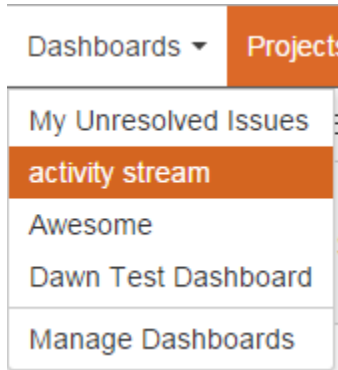 Dashboards Projects
My Unresolved Issues
activity stream
Awesome
Dawn Test Dashboard
Manage Dashboards